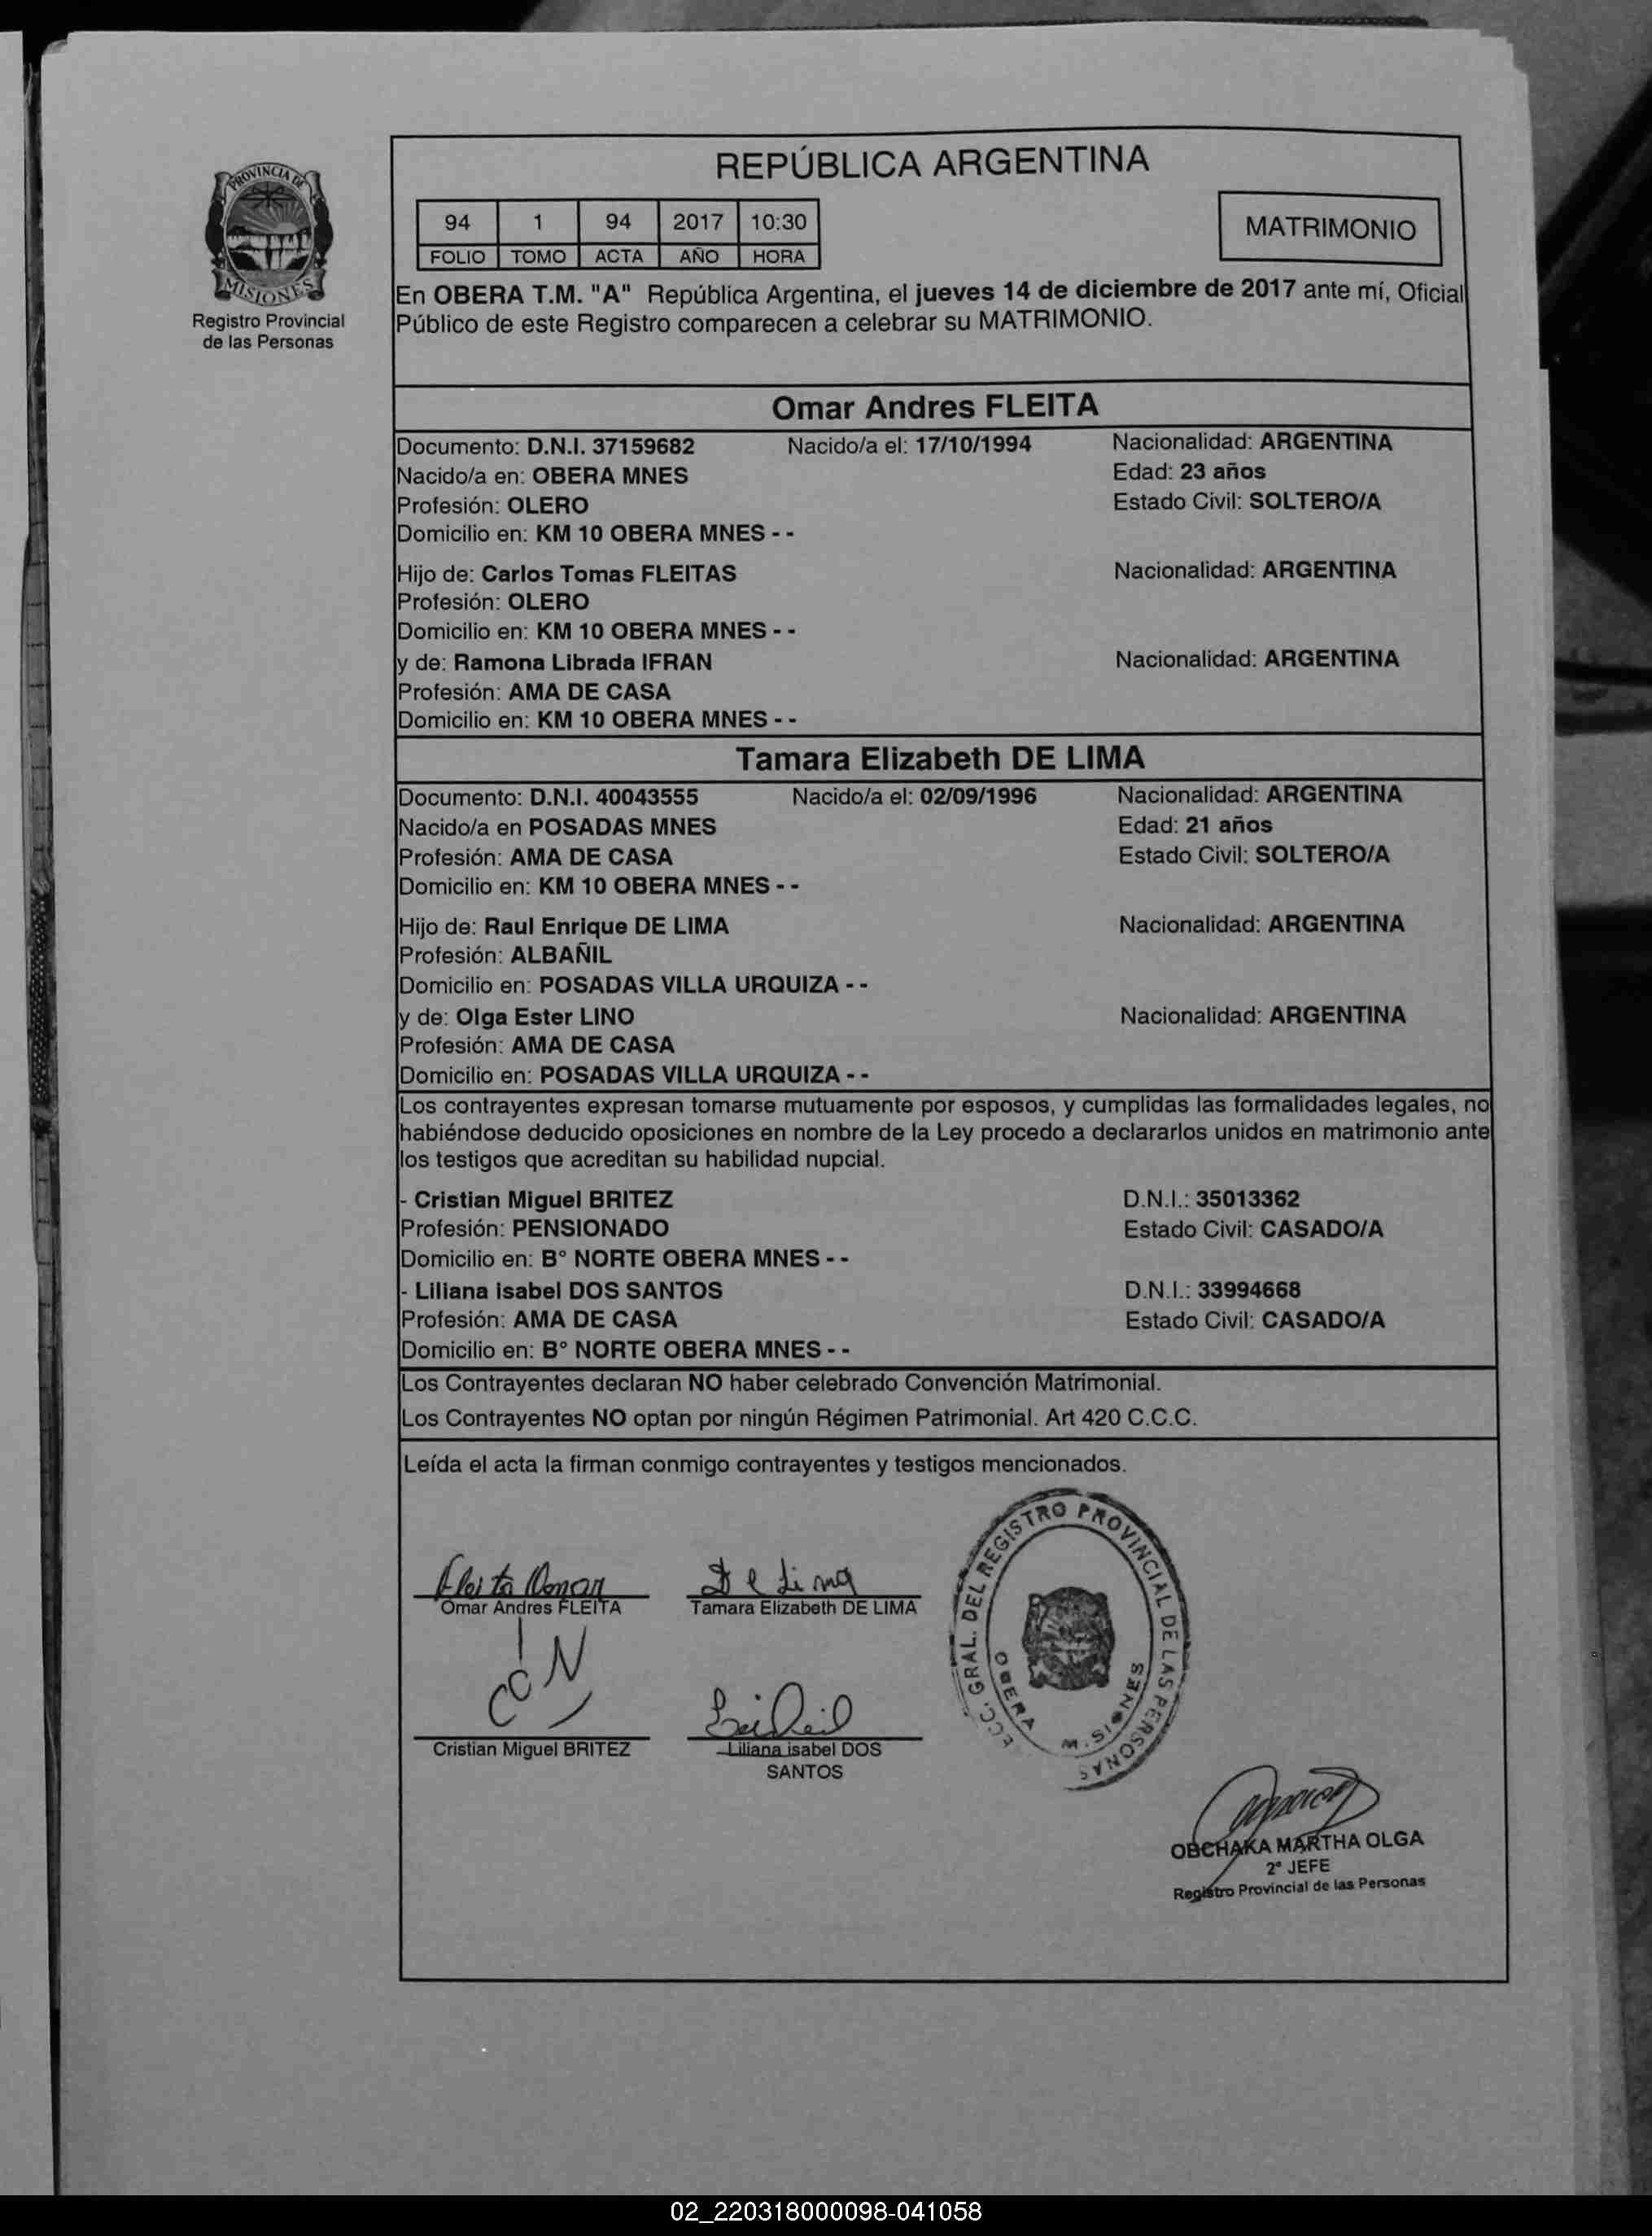 PROVINCIA DE
MISIONES
Registro Provincial
de las Personas
REPÚBLICA ARGENTINA
94 1 94 2017 10:30
FOLIO TOMO ACTA AÑO HORA
MATRIMONIO
En OBERA T.M. "A" República Argentina, el jueves 14 de diciembre de 2017 ante mí, Oficial
Público de este Registro comparecen a celebrar su MATRIMONIO.
Omar Andres FLEITA
Documento: D.N.I. 37159682 Nacido/a el: 17/10/1994 Nacionalidad: ARGENTINA
Nacido/a en: OBERA MNES Edad: 23 años
Profesión: OLERO Estado Civil: SOLTERO/A
Domicilio en: KM 10 OBERA MNES - -
Hijo de: Carlos Tomas FLEITAS Nacionalidad: ARGENTINA
Profesión: OLERO
Domicilio en: KM 10 OBERA MNES - -
y de: Ramona Librada IFRAN Nacionalidad: ARGENTINA
Profesión: AMA DE CASA
Domicilio en: KM 10 OBERA MNES - -
Tamara Elizabeth DE LIMA
Documento: D.N.I. 40043555 Nacido/a el: 02/09/1996 Nacionalidad: ARGENTINA
Nacido/a en POSADAS MNES Edad: 21 años
Profesión: AMA DE CASA Estado Civil: SOLTERO/A
Domicilio en: KM 10 OBERA MNES - -
Hijo de: Raul Enrique DE LIMA Nacionalidad: ARGENTINA
Profesión: ALBAÑIL
Domicilio en: POSADAS VILLA URQUIZA - -
y de: Olga Ester LINO Nacionalidad: ARGENTINA
Profesión: AMA DE CASA
Domicilio en: POSADAS VILLA URQUIZA - -
Los contrayentes expresan tomarse mutuamente por esposos, y cumplidas las formalidades legales, no
habiéndose deducido oposiciones en nombre de la Ley procedo a declararlos unidos en matrimonio ante
los testigos que acreditan su habilidad nupcial.
- Cristian Miguel BRITEZ D.N.I.: 35013362
Profesión: PENSIONADO Estado Civil: CASADO/A
Domicilio en: B° NORTE OBERA MNES - -
- Liliana isabel DOS SANTOS D.N.I.: 33994668
Profesión: AMA DE CASA Estado Civil: CASADO/A
Domicilio en: B° NORTE OBERA MNES - -
Los Contrayentes declaran NO haber celebrado Convención Matrimonial.
Los Contrayentes NO optan por ningún Régimen Patrimonial. Art 420 C.C.C.
Leída el acta la firman conmigo contrayentes y testigos mencionados.
Fleita Omar De Lima
Omar Andres FLEITA Tamara Elizabeth DE LIMA
Cristian Miguel BRITEZ Liliana isabel DOS
SANTOS
GRAL. DEL REGISTRO PROVINCIAL DE LAS PERSONAS
OBERA MISIONES
OBCHAKA MARTHA OLGA
2° JEFE
Registro Provincial de las Personas
02_220318000098-041058